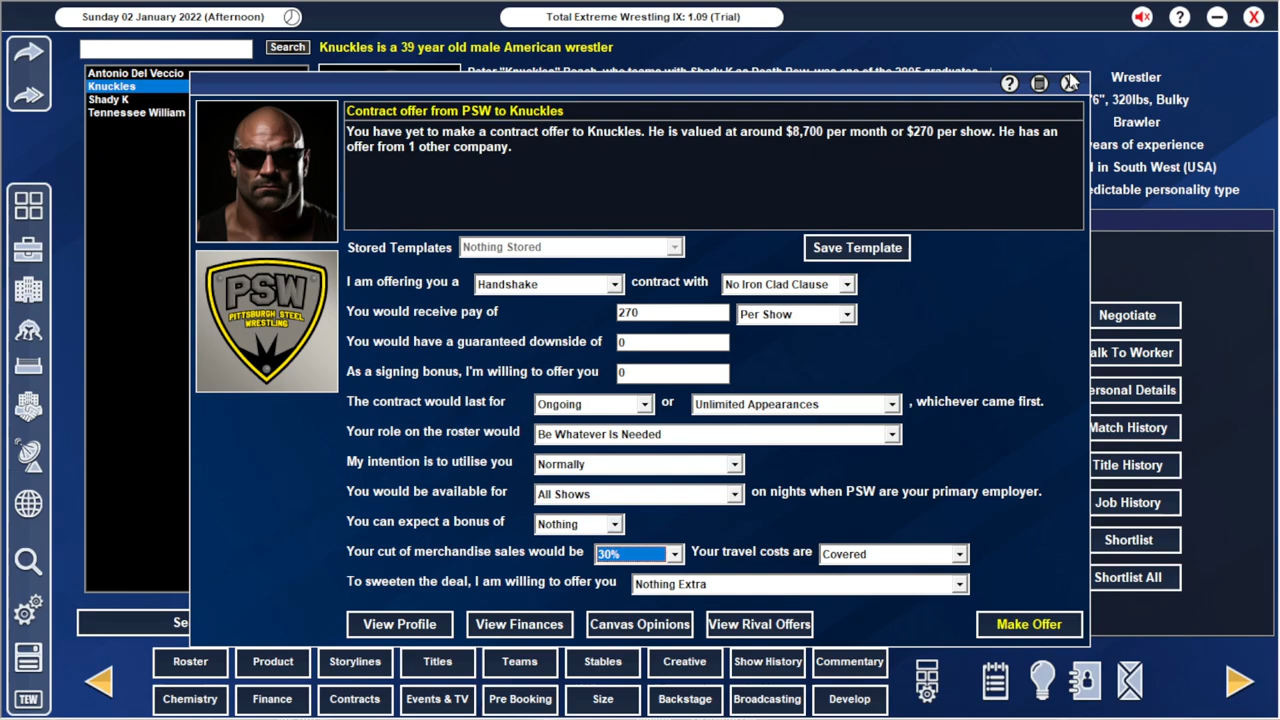 Sunday 02 January 2022 (Afternoon)
Total Extreme Wrestling IX: 1.09 (Trial)
Search
Knuckles is a 39 year old male American wrestler
Antonio Del Veccio
Knuckles
Shady K
Tennessee William
Wrestler
'6", 320lbs, Bulky
Brawler
ears of experience
d in South West (USA)
edictable personality type
Contract offer from PSW to Knuckles
You have yet to make a contract offer to Knuckles. He is valued at around $8,700 per month or $270 per show. He has an
offer from 1 other company.
Stored Templates Nothing Stored Save Template
I am offering you a Handshake contract with No Iron Clad Clause
You would receive pay of 270 Per Show
You would have a guaranteed downside of 0
As a signing bonus, I'm willing to offer you 0
The contract would last for Ongoing or Unlimited Appearances , whichever came first.
Your role on the roster would Be Whatever Is Needed
My intention is to utilise you Normally
You would be available for All Shows on nights when PSW are your primary employer.
You can expect a bonus of Nothing
Your cut of merchandise sales would be 30% Your travel costs are Covered
To sweeten the deal, I am willing to offer you Nothing Extra
View Profile View Finances Canvas Opinions View Rival Offers Make Offer
PSW
PITTSBURGH STEEL
WRESTLING
Negotiate
alk To Worker
ersonal Details
Match History
Title History
Job History
Shortlist
Shortlist All
Se
Roster Product Storylines Titles Teams Stables Creative Show History Commentary
Chemistry Finance Contracts Events & TV Pre Booking Size Backstage Broadcasting Develop
TEW